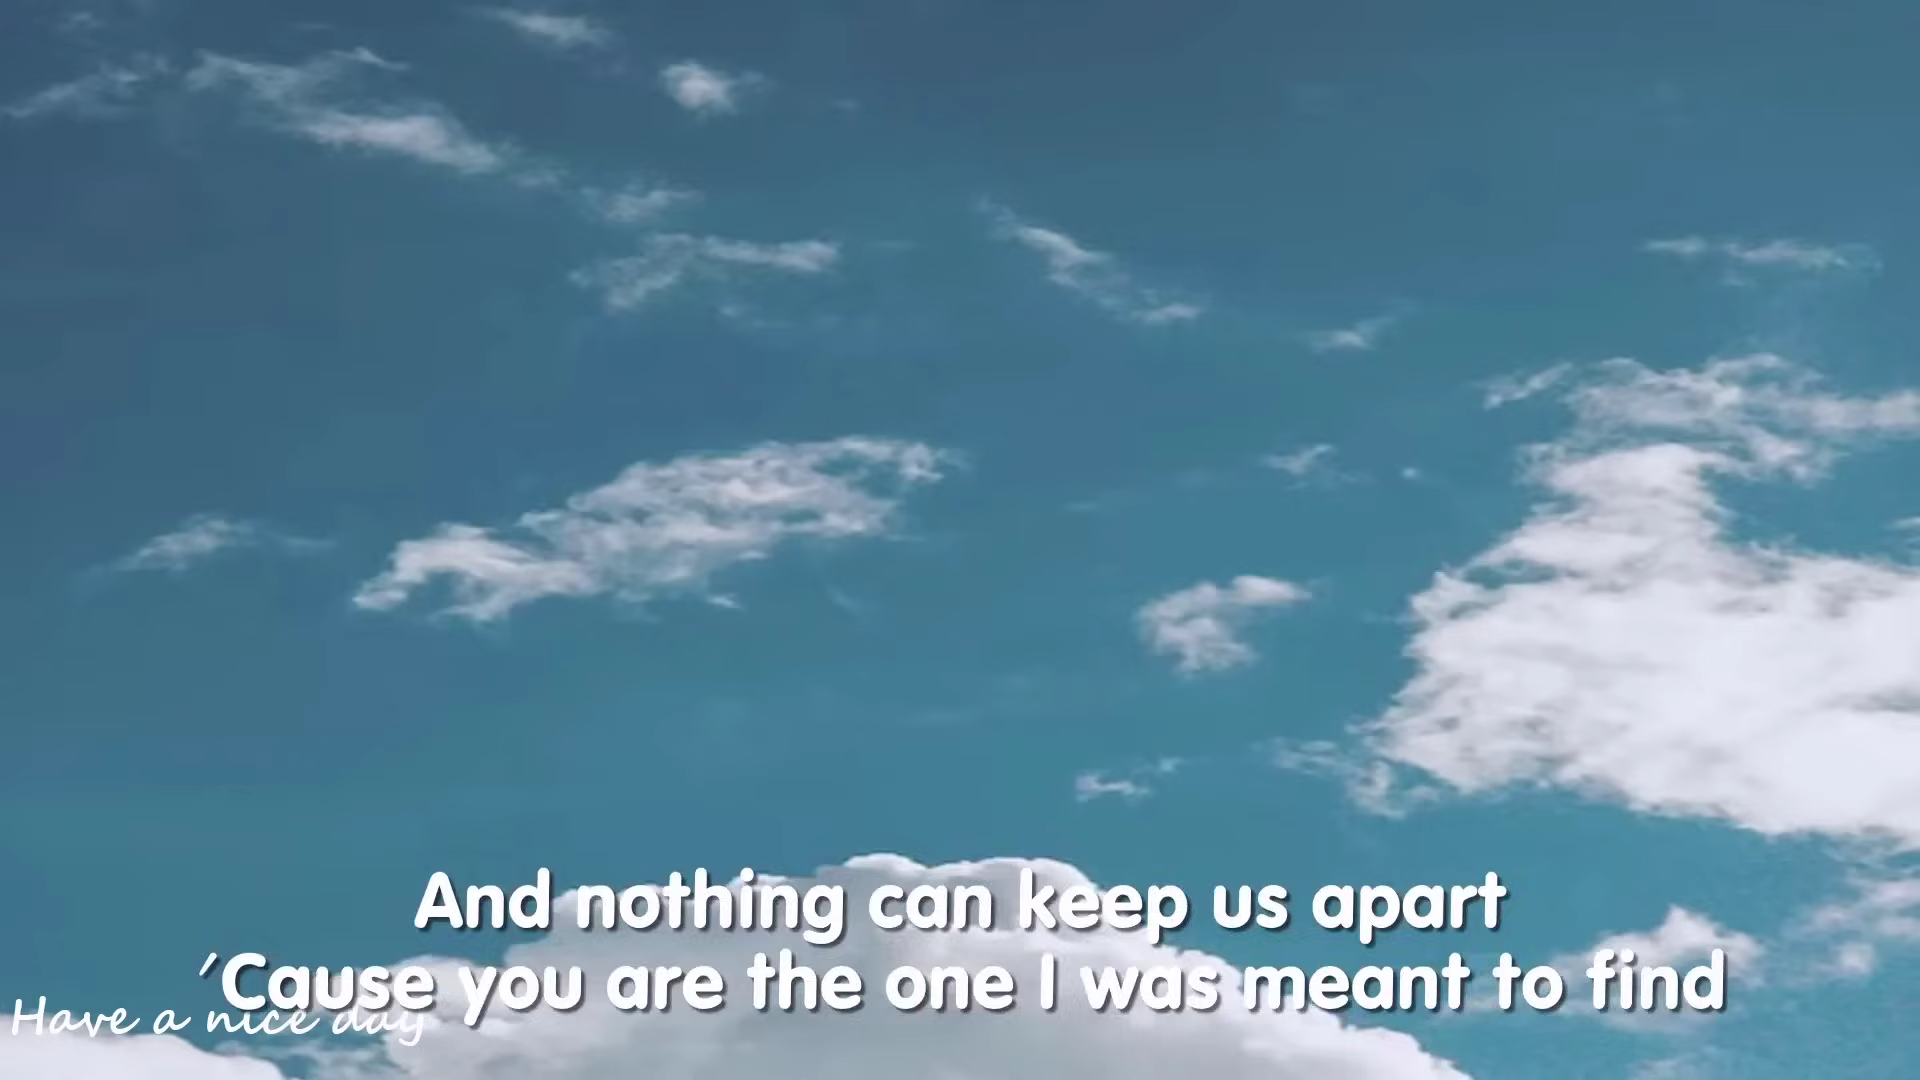 And nothing can keep us apart
'Cause you are the one I was meant to find
Have a nice day